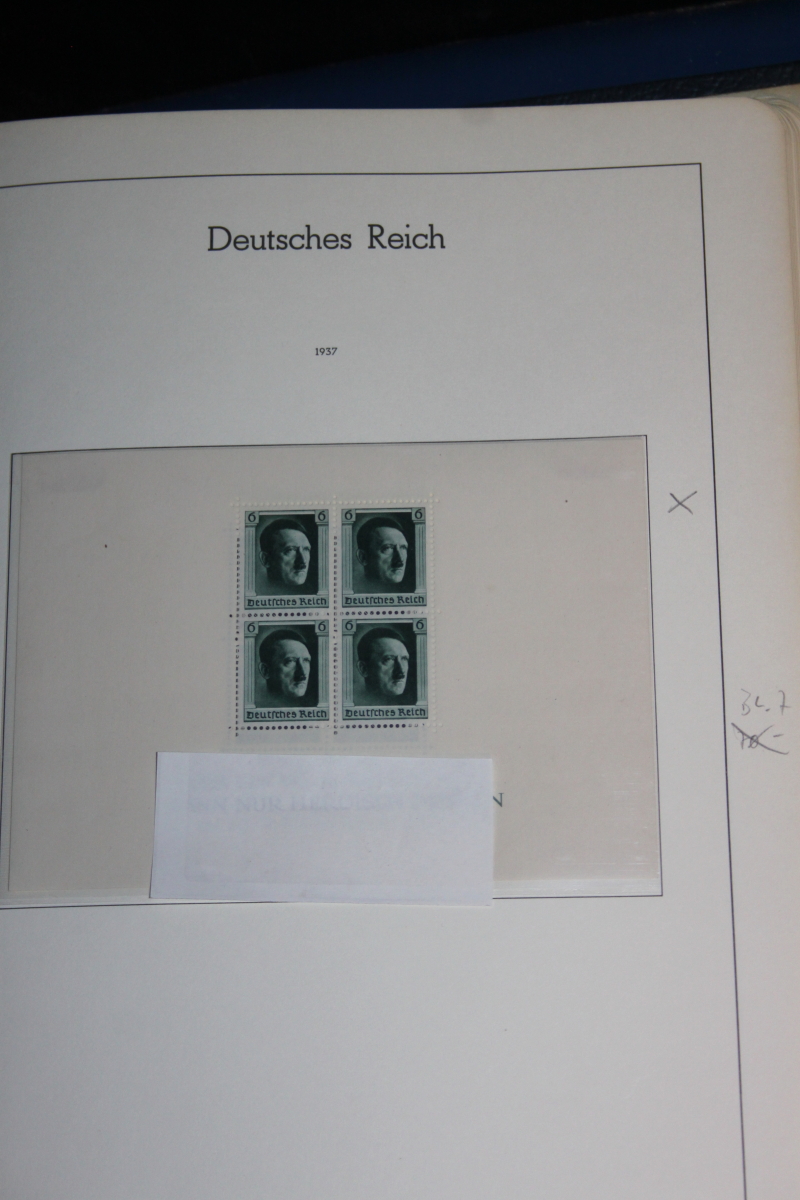 Deutsches Reich
1937
6 6 6 6
Deutsches Reich Deutsches Reich
6 6 6 6
Deutsches Reich Deutsches Reich
X
BL. 7
N